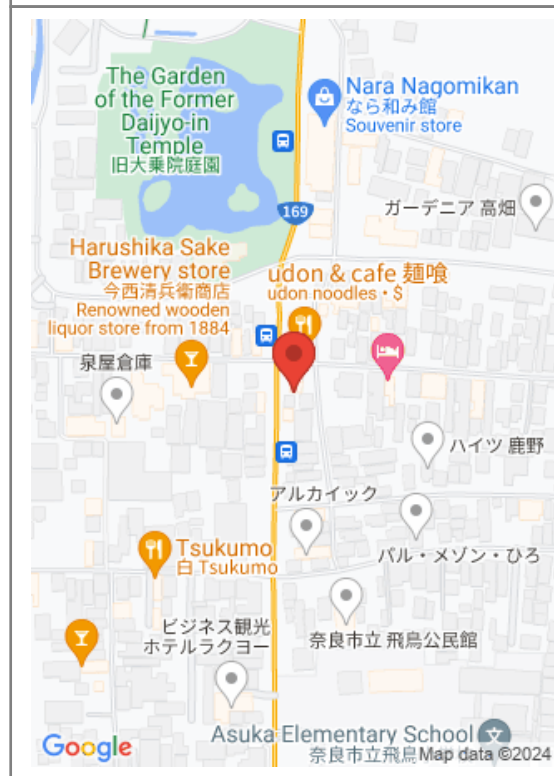 The Garden
of the Former
Daijyo-in
Temple
旧大乗院庭園
Nara Nagomikan
なら和み館
Souvenir store
169
ガーデニア 高畑
Harushika Sake
Brewery store
今西清兵衛商店
Renowned wooden
liquor store from 1884
udon & cafe 麺喰
udon noodles • $
泉屋倉庫
ハイツ 鹿野
アルカイック
パル・メゾン・ひろ
Tsukumo
白 Tsukumo
ビジネス観光
ホテルラクヨー
奈良市立 飛鳥公民館
Asuka Elementary School
奈良市立飛鳥
Google
Map data ©2024